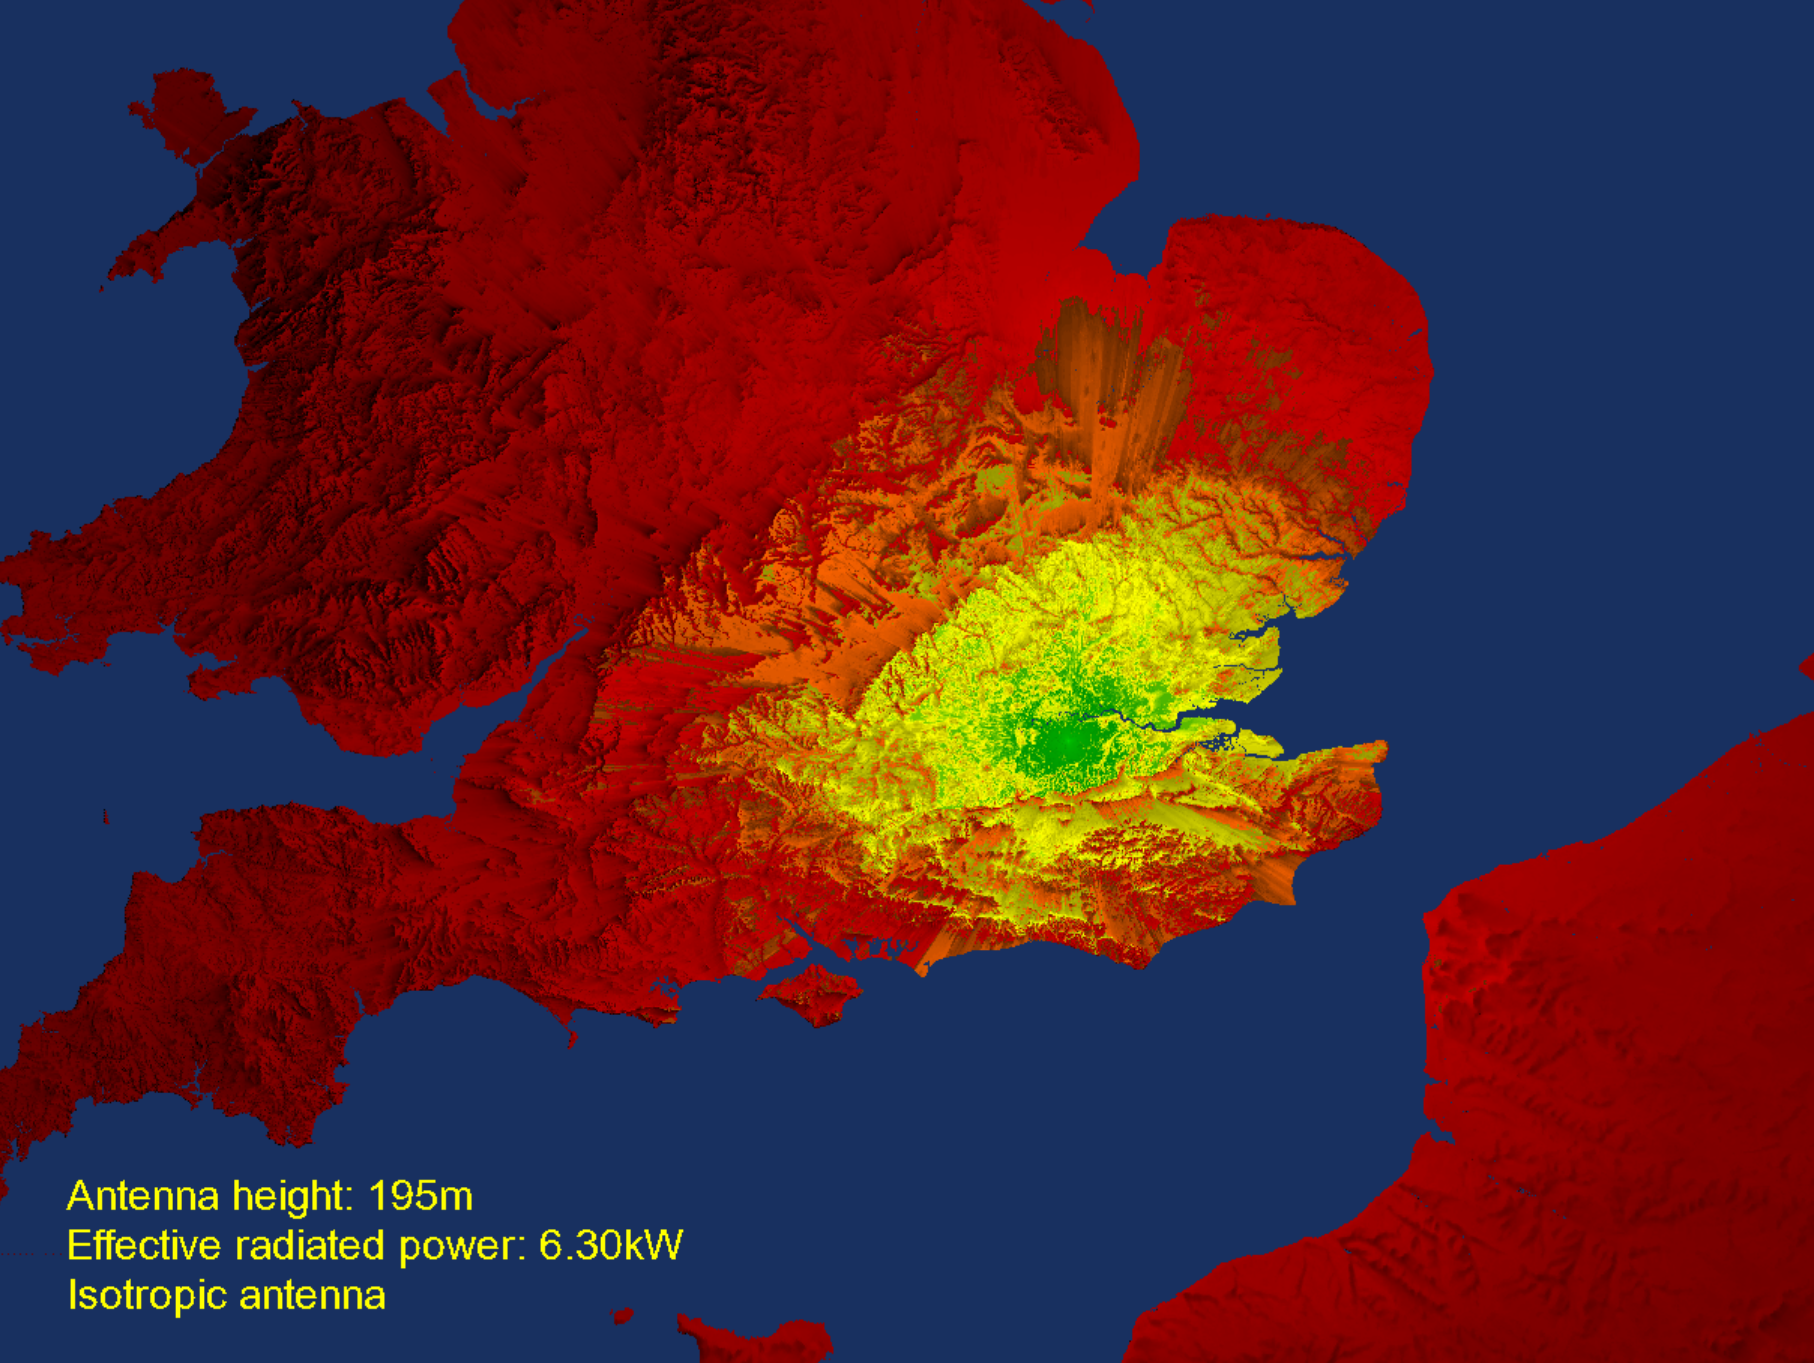 Antenna height: 195m
Effective radiated power: 6.30kW
Isotropic antenna